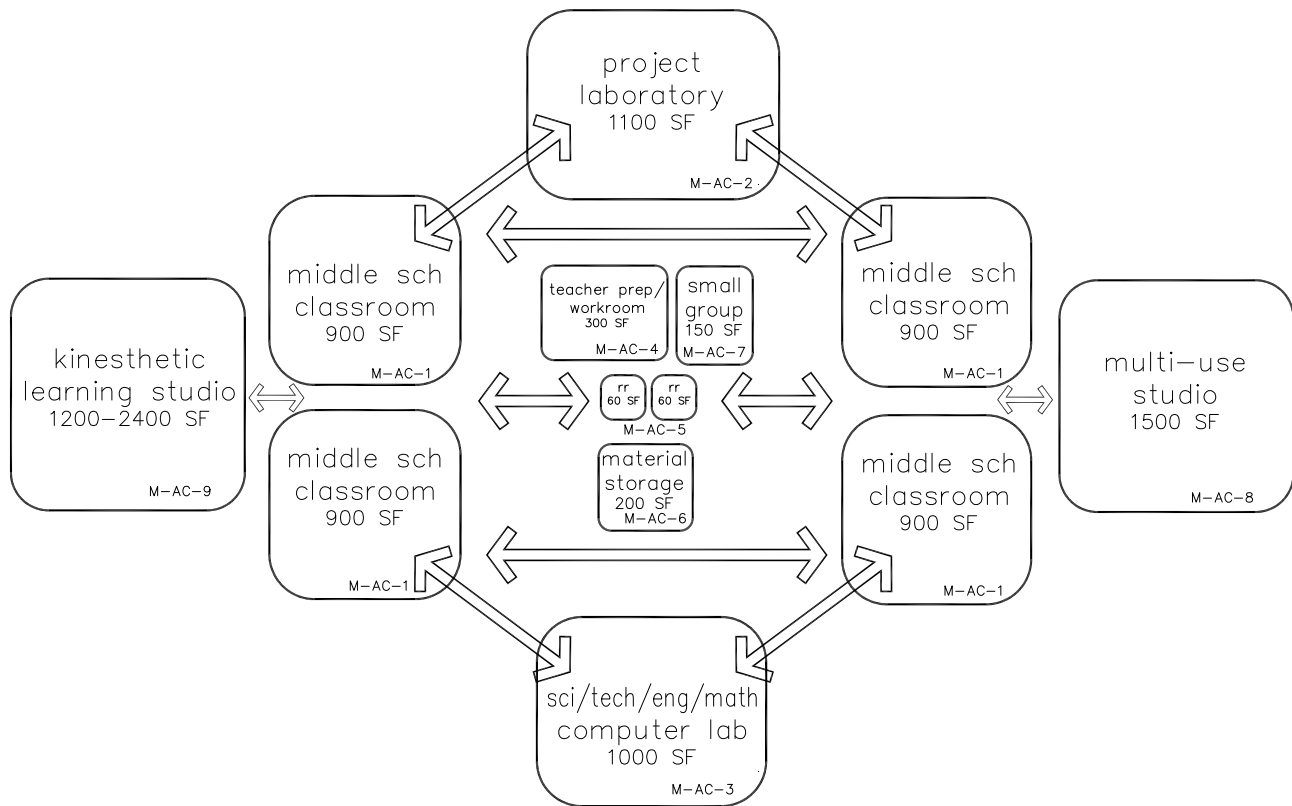 project
laboratory
1100 SF
M-AC-2
middle sch
classroom
900 SF
M-AC-1
teacher prep/
workroom
300 SF
M-AC-4
small
group
150 SF
M-AC-7
middle sch
classroom
900 SF
M-AC-1
kinesthetic
learning studio
1200-2400 SF
M-AC-9
rr
60 SF
rr
60 SF
M-AC-5
multi-use
studio
1500 SF
M-AC-8
middle sch
classroom
900 SF
M-AC-1
material
storage
200 SF
M-AC-6
middle sch
classroom
900 SF
M-AC-1
sci/tech/eng/math
computer lab
1000 SF
M-AC-3